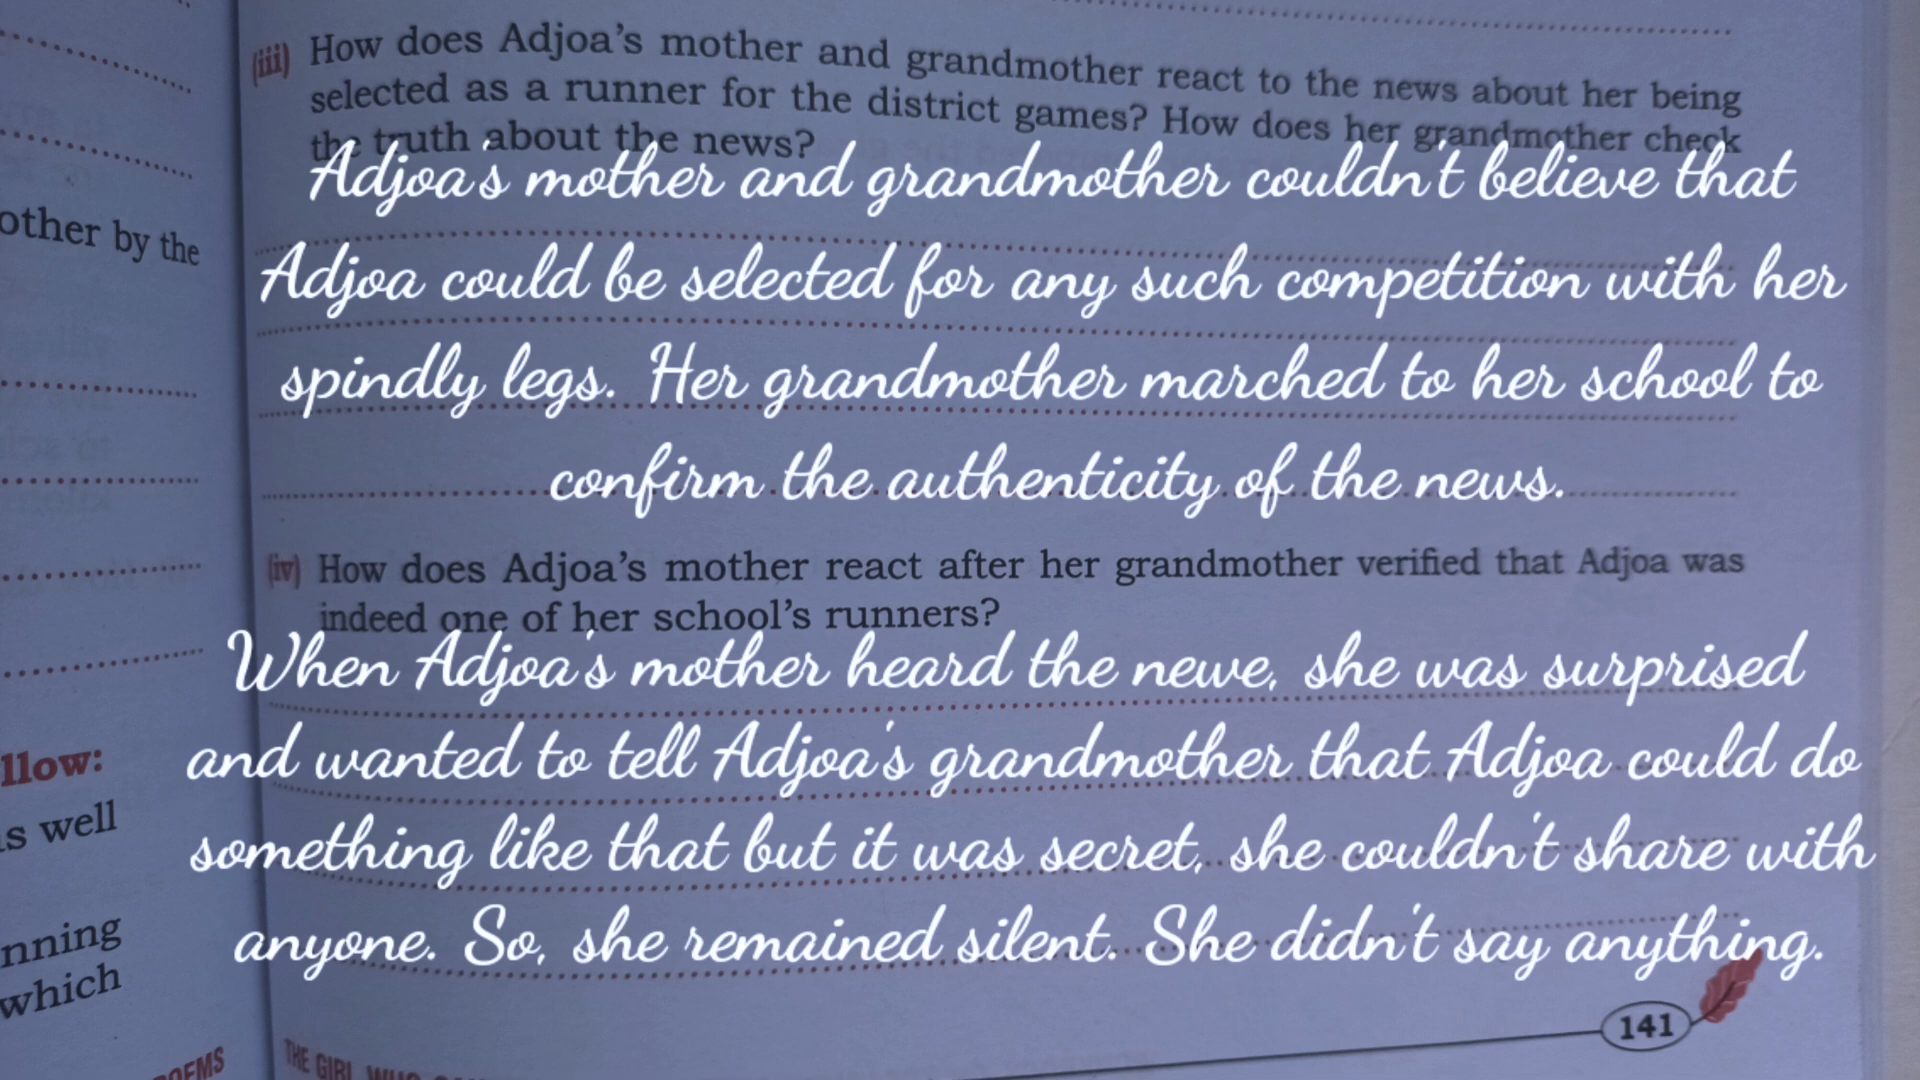 other by the
llow:
s well
nning
which
OEMS
(iii) How does Adjoa's mother and grandmother react to the news about her being
selected as a runner for the district games? How does her grandmother check
the truth about the news?
Adjoa's mother and grandmother couldn't believe that
Adjoa could be selected for any such competition with her
spindly legs. Her grandmother marched to her school to
confirm the authenticity of the news.
(iv) How does Adjoa's mother react after her grandmother verified that Adjoa was
indeed one of her school's runners?
When Adjoa's mother heard the newe, she was surprised
and wanted to tell Adjoa's grandmother that Adjoa could do
something like that but it was secret, she couldn't share with
anyone. So, she remained silent. She didn't say anything.
141
THE GIRL WHO